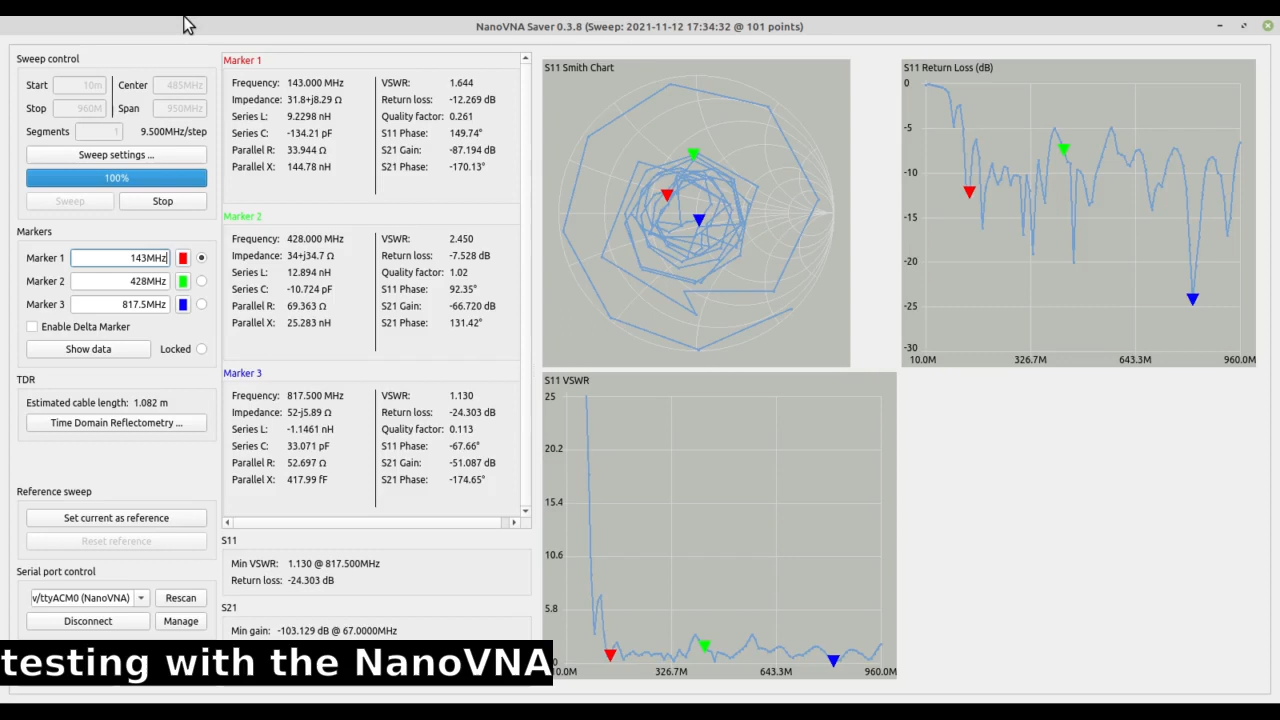 NanoVNA Saver 0.3.8 (Sweep: 2021-11-12 17:34:32 @ 101 points)
Sweep control
Start 10m Center 485MHz
Stop 960M Span 950MHz
Segments 1 9.500MHz/step
Sweep settings ...
100%
Sweep Stop
Markers
Marker 1 143MHz
Marker 2 428MHz
Marker 3 817.5MHz
Enable Delta Marker
Show data Locked
TDR
Estimated cable length: 1.082 m
Time Domain Reflectometry ...
Reference sweep
Set current as reference
Reset reference
Serial port control
v/ttyACM0 (NanoVNA) Rescan
Disconnect Manage
Marker 1
Frequency: 143.000 MHz VSWR: 1.644
Impedance: 31.8+j8.29 Ω Return loss: -12.269 dB
Series L: 9.2298 nH Quality factor: 0.261
Series C: -134.21 pF S11 Phase: 149.74°
Parallel R: 33.944 Ω S21 Gain: -87.194 dB
Parallel X: 144.78 nH S21 Phase: -170.13°
Marker 2
Frequency: 428.000 MHz VSWR: 2.450
Impedance: 34+j34.7 Ω Return loss: -7.528 dB
Series L: 12.894 nH Quality factor: 1.02
Series C: -10.724 pF S11 Phase: 92.35°
Parallel R: 69.363 Ω S21 Gain: -66.720 dB
Parallel X: 25.283 nH S21 Phase: 131.42°
Marker 3
Frequency: 817.500 MHz VSWR: 1.130
Impedance: 52-j5.89 Ω Return loss: -24.303 dB
Series L: -1.1461 nH Quality factor: 0.113
Series C: 33.071 pF S11 Phase: -67.66°
Parallel R: 52.697 Ω S21 Gain: -51.087 dB
Parallel X: 417.99 fF S21 Phase: -174.65°
S11
Min VSWR: 1.130 @ 817.500MHz
Return loss: -24.303 dB
S21
Min gain: -103.129 dB @ 67.0000MHz
S11 Smith Chart
S11 Return Loss (dB)
0
-5
-10
-15
-20
-25
-30
10.0M 326.7M 643.3M 960.0M
S11 VSWR
25
20.2
15.4
10.6
5.8
0.0M 326.7M 643.3M 960.0M
testing with the NanoVNA